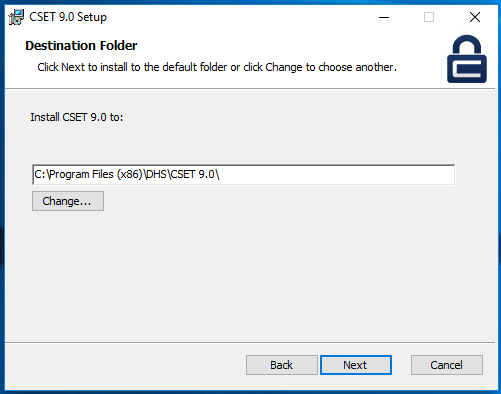 CSET 9.0 Setup
Destination Folder
Click Next to install to the default folder or click Change to choose another.
Install CSET 9.0 to:
C:\Program Files (x86)\DHS\CSET 9.0\
Change...
Back Next Cancel